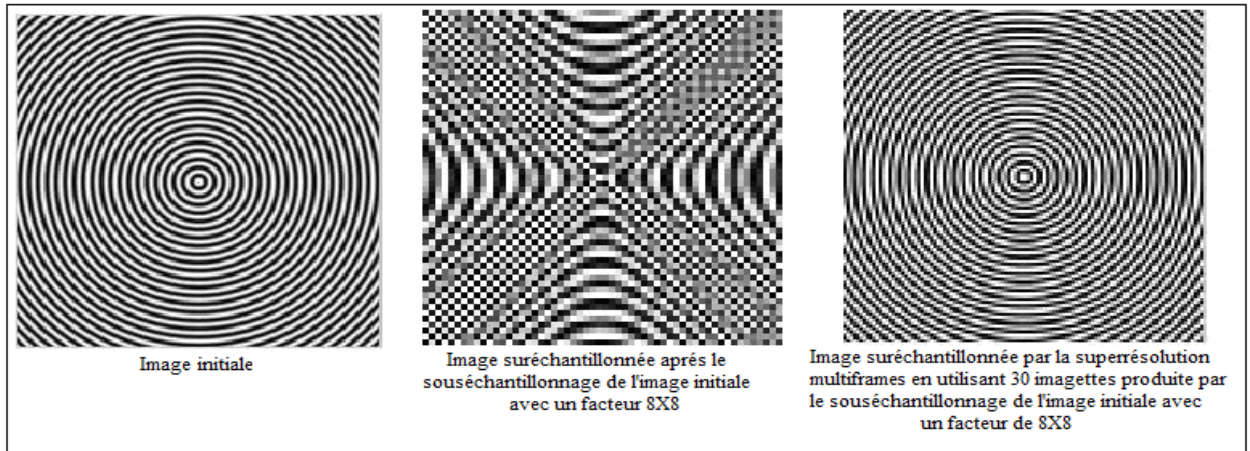 Image initiale
Image suréchantillonnée aprés le
souséchantillonnage de l'image initiale
avec un facteur 8X8
Image suréchantillonnée par la superrésolution
multiframes en utilisant 30 imagettes produite par
le souséchantillonnage de l'image initiale avec
un facteur de 8X8